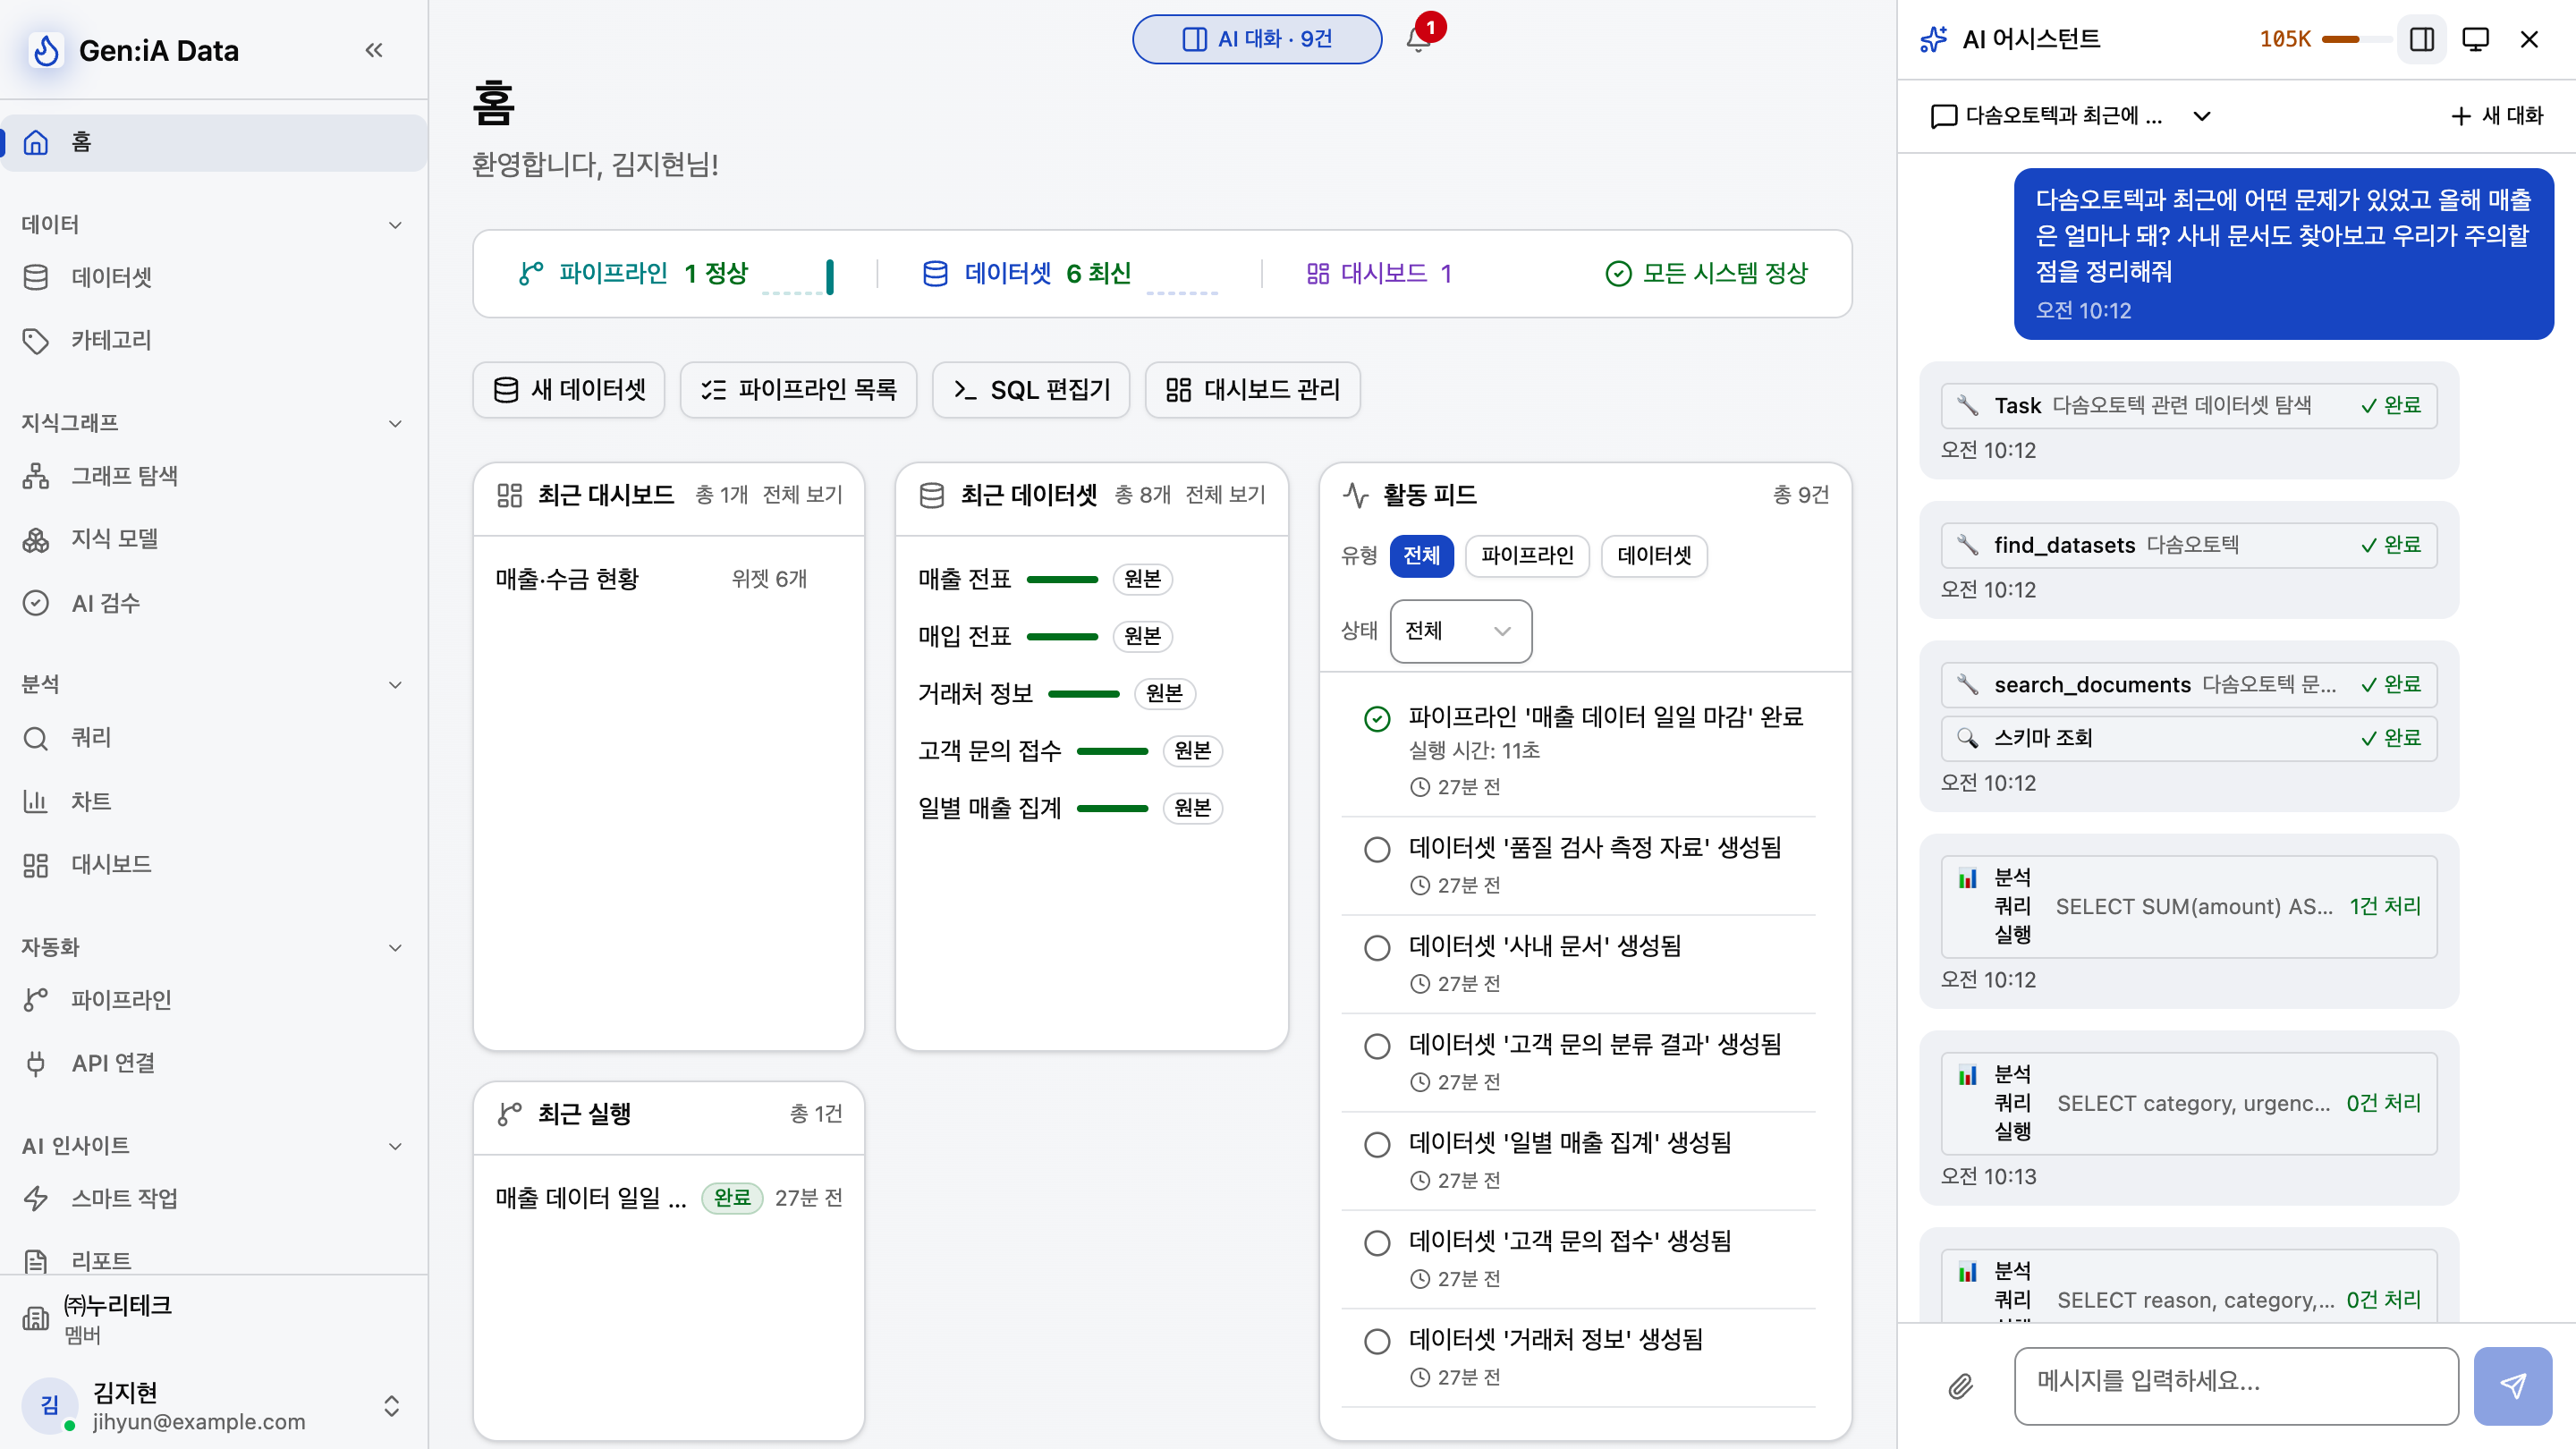 Gen:iA Data
홈
데이터
데이터셋
카테고리
지식그래프
그래프 탐색
지식 모델
AI 검수
분석
쿼리
차트
대시보드
자동화
파이프라인
API 연결
AI 인사이트
스마트 작업
리포트
㈜누리테크
멤버
김
김지현
jihyun@example.com
AI 대화 · 9건
1
홈
환영합니다, 김지현님!
파이프라인 1 정상
데이터셋 6 최신
대시보드 1
모든 시스템 정상
새 데이터셋
파이프라인 목록
SQL 편집기
대시보드 관리
최근 대시보드 총 1개 전체 보기
매출·수금 현황 위젯 6개
최근 데이터셋 총 8개 전체 보기
매출 전표 원본
매입 전표 원본
거래처 정보 원본
고객 문의 접수 원본
일별 매출 집계 원본
최근 실행 총 1건
매출 데이터 일일 ... 완료 27분 전
활동 피드 총 9건
유형 전체 파이프라인 데이터셋
상태 전체
파이프라인 '매출 데이터 일일 마감' 완료
실행 시간: 11초
27분 전
데이터셋 '품질 검사 측정 자료' 생성됨
27분 전
데이터셋 '사내 문서' 생성됨
27분 전
데이터셋 '고객 문의 분류 결과' 생성됨
27분 전
데이터셋 '일별 매출 집계' 생성됨
27분 전
데이터셋 '고객 문의 접수' 생성됨
27분 전
데이터셋 '거래처 정보' 생성됨
27분 전
AI 어시스턴트 105K
다솜오토텍과 최근에 ... 새 대화
다솜오토텍과 최근에 어떤 문제가 있었고 올해 매출
은 얼마나 돼? 사내 문서도 찾아보고 우리가 주의할
점을 정리해줘
오전 10:12
Task 다솜오토텍 관련 데이터셋 탐색 완료
오전 10:12
find_datasets 다솜오토텍 완료
오전 10:12
search_documents 다솜오토텍 문... 완료
스키마 조회 완료
오전 10:12
분석
쿼리 SELECT SUM(amount) AS... 1건 처리
실행
오전 10:12
분석
쿼리 SELECT category, urgenc... 0건 처리
실행
오전 10:13
분석
쿼리 SELECT reason, category,... 0건 처리
메시지를 입력하세요...